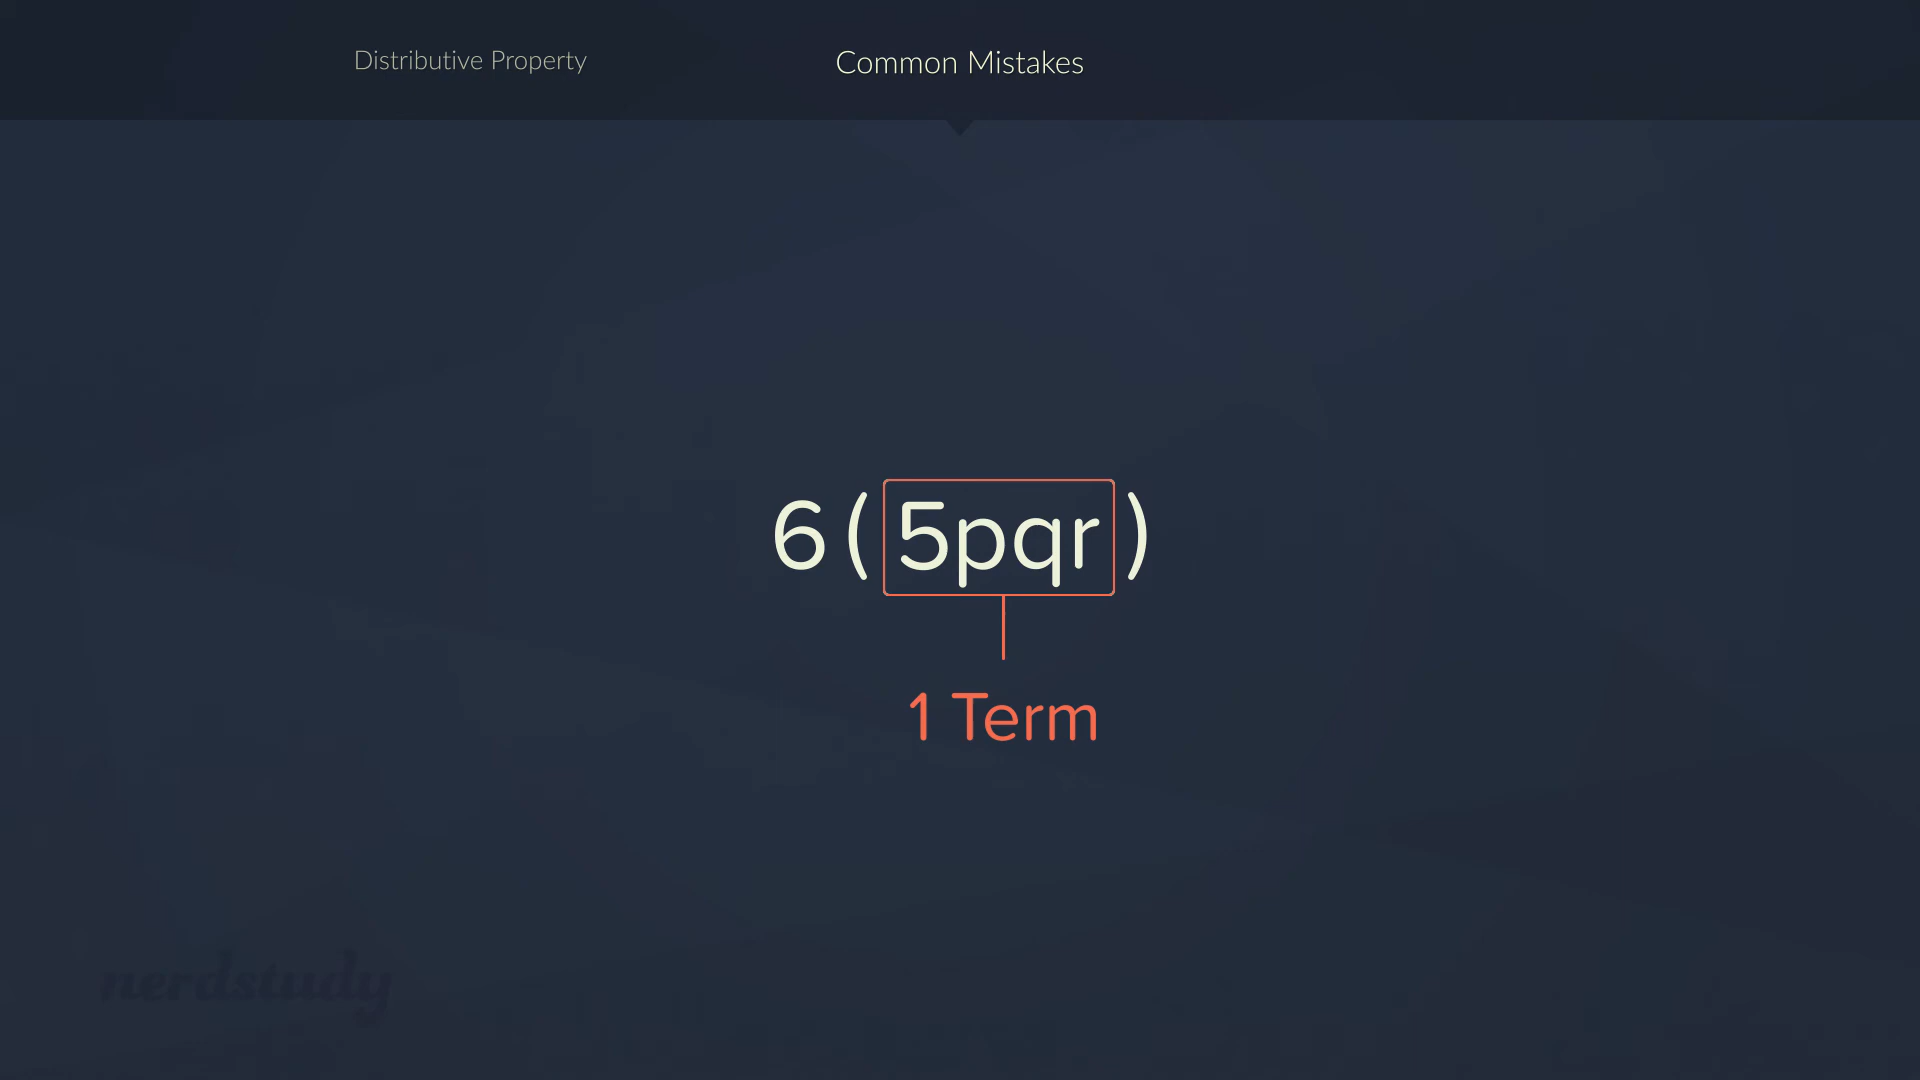 Distributive Property
Common Mistakes
6(5pqr)
1 Term
nerdstudy